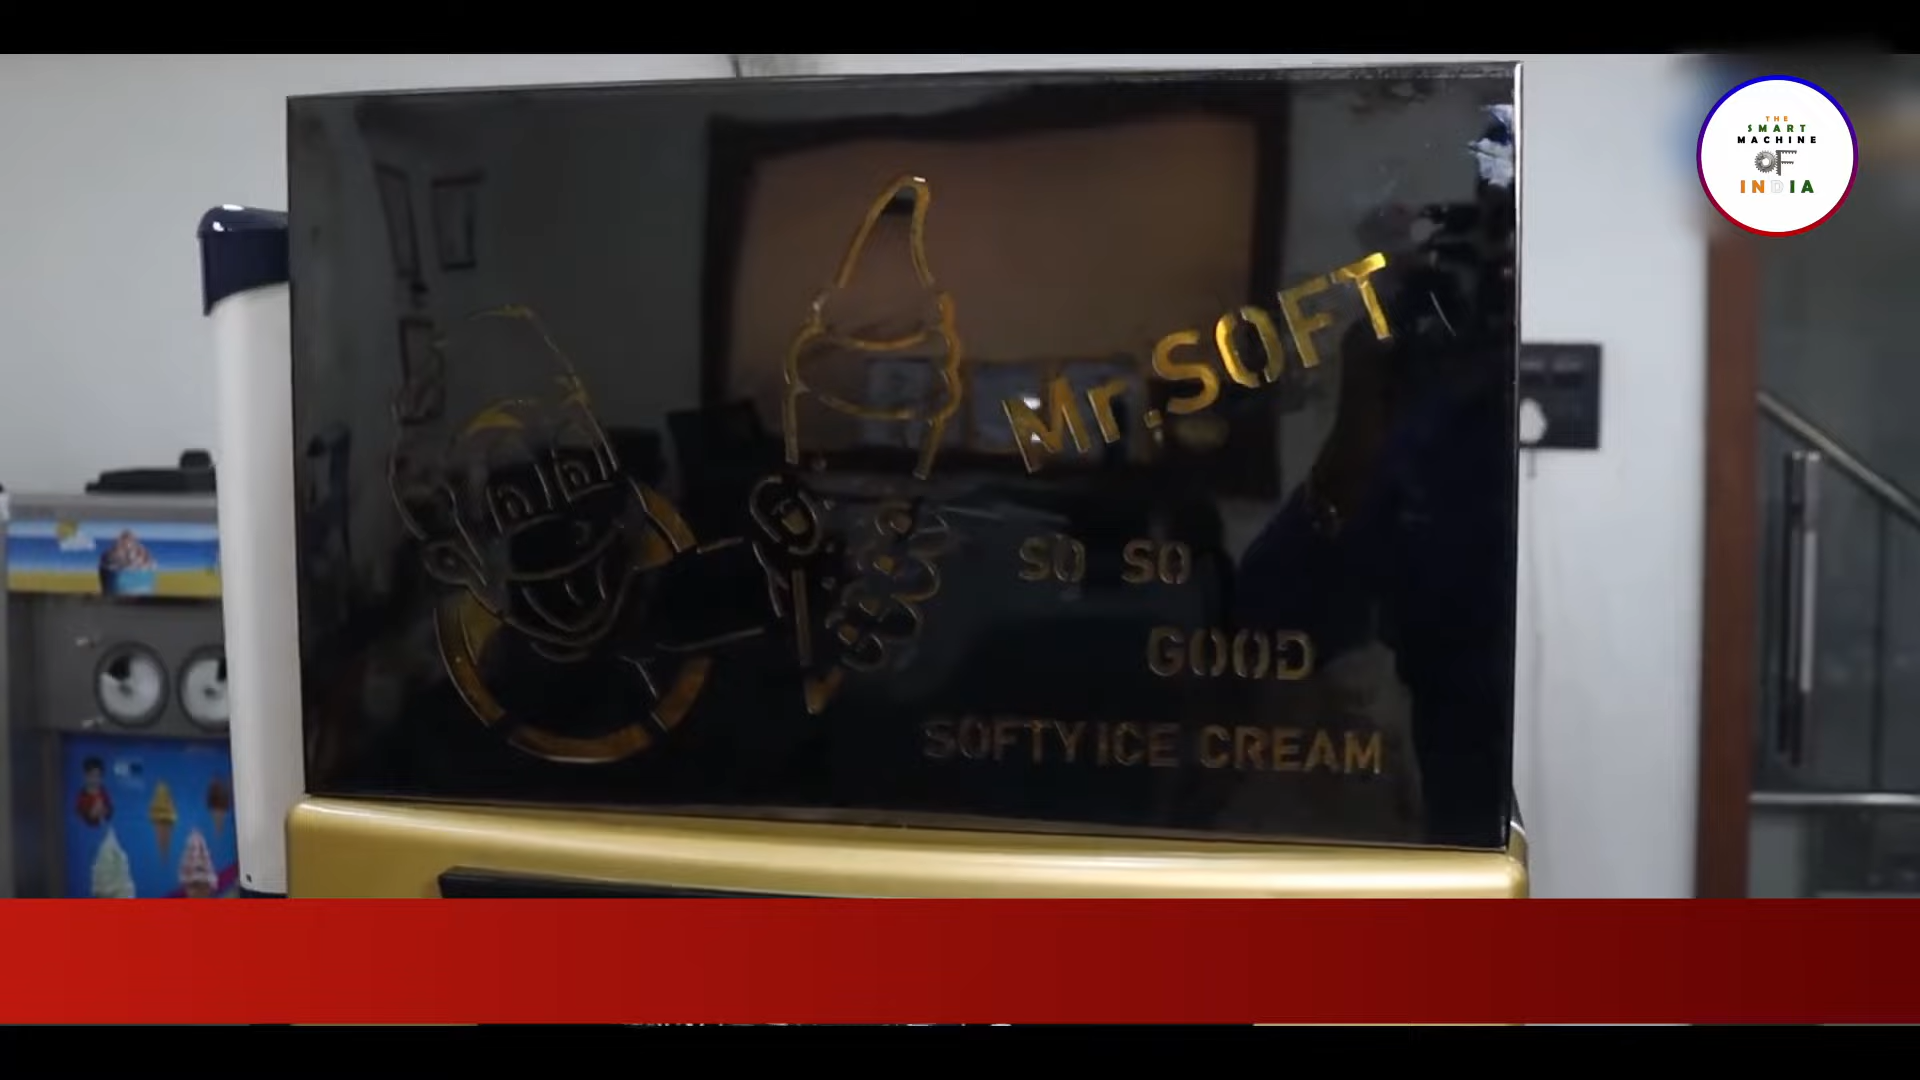 THE
SMART
MACHINE
OF
INDIA
Mr.SOFT
SO SO
GOOD
SOFTY ICE CREAM